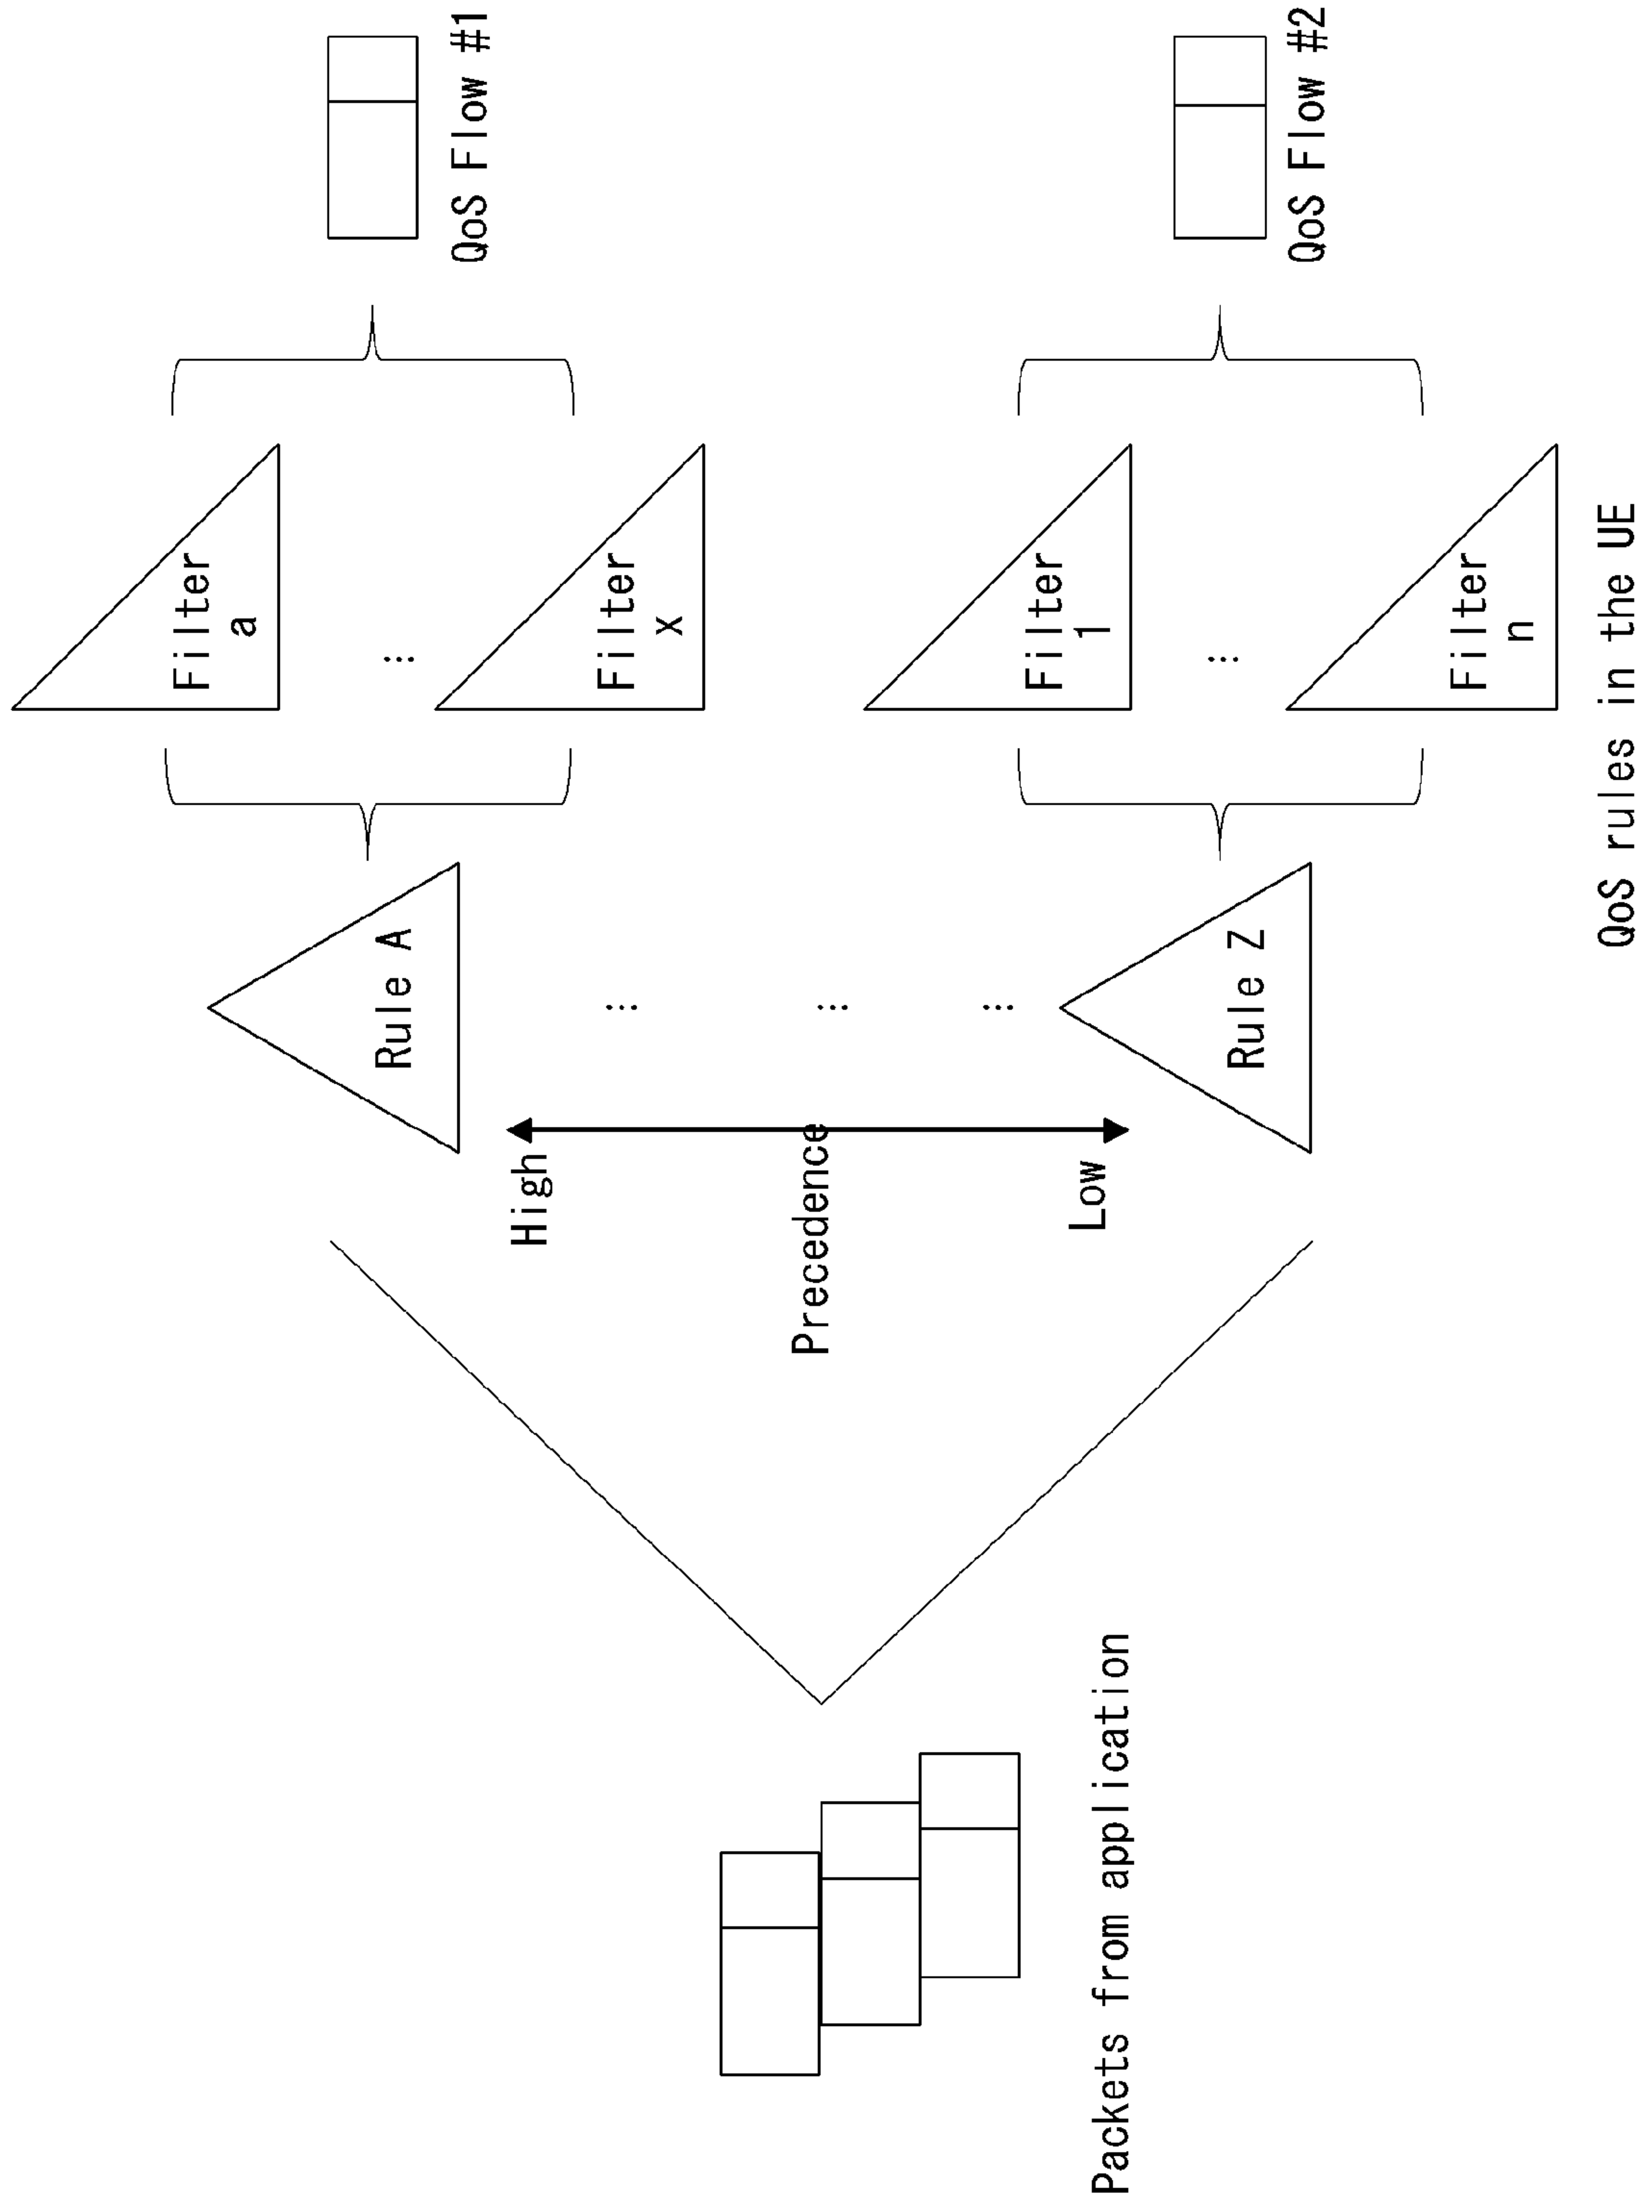 Packets from application
High
Precedence
Low
Rule A
⋮
⋮
⋮
Rule Z
Filter
a
⋮
Filter
x
Filter
1
⋮
Filter
n
QoS Flow #1
QoS Flow #2
QoS rules in the UE